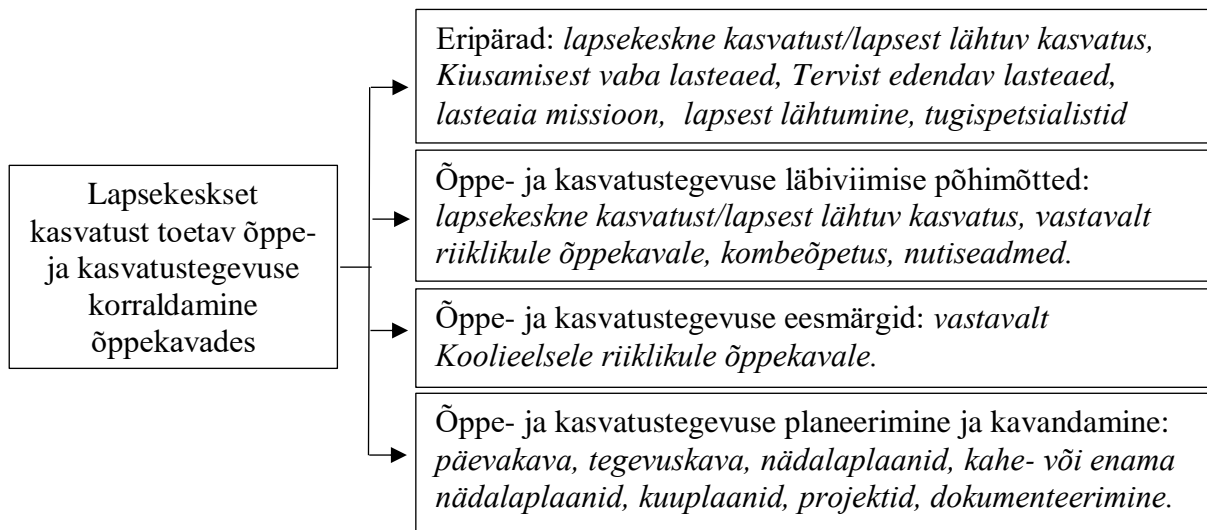 Lapsekeskset
kasvatust toetav õppe-
ja kasvatustegevuse
korraldamine
õppekavades
Eripärad: lapsekeskne kasvatust/lapsest lähtuv kasvatus,
Kiusamisest vaba lasteaed, Tervist edendav lasteaed,
lasteaia missioon, lapsest lähtumine, tugispetsialistid
Õppe- ja kasvatustegevuse läbiviimise põhimõtted:
lapsekeskne kasvatust/lapsest lähtuv kasvatus, vastavalt
riiklikule õppekavale, kombeõpetus, nutiseadmed.
Õppe- ja kasvatustegevuse eesmärgid: vastavalt
Koolieelsele riiklikule õppekavale.
Õppe- ja kasvatustegevuse planeerimine ja kavandamine:
päevakava, tegevuskava, nädalaplaanid, kahe- või enama
nädalaplaanid, kuuplaanid, projektid, dokumenteerimine.